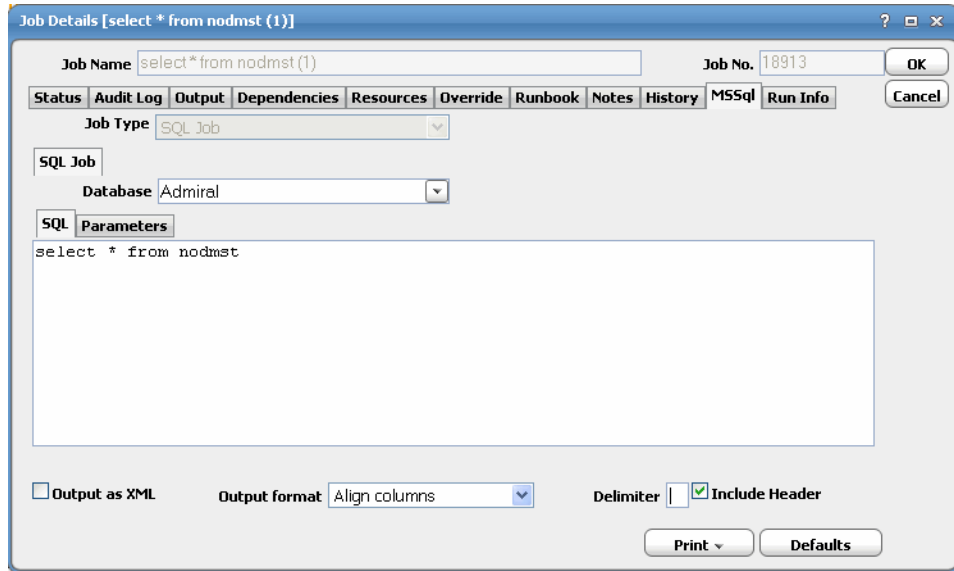 Job Details [select * from nodmst (1)] ?
Job Name select * from nodmst (1) Job No. 18913 OK
Status Audit Log Output Dependencies Resources Override Runbook Notes History MSSql Run Info Cancel
Job Type SQL Job
SQL Job
Database Admiral
SQL Parameters
select * from nodmst
Output as XML Output format Align columns Delimiter | Include Header
Print Defaults